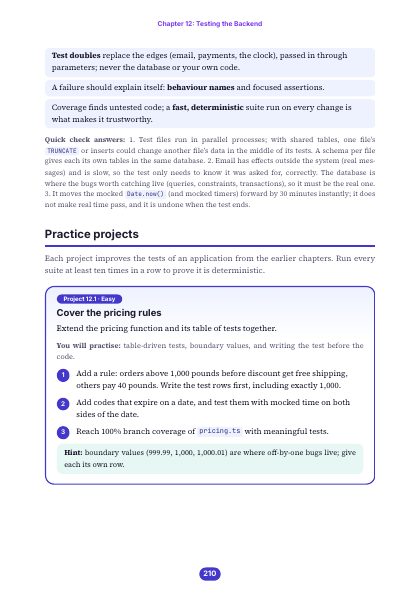 Chapter 12: Testing the Backend
Test doubles replace the edges (email, payments, the clock), passed in through
parameters; never the database or your own code.
A failure should explain itself: behaviour names and focused assertions.
Coverage finds untested code; a fast, deterministic suite run on every change is
what makes it trustworthy.
Quick check answers: 1. Test files run in parallel processes; with shared tables, one file's
TRUNCATE or inserts could change another file's data in the middle of its tests. A schema per file
gives each its own tables in the same database. 2. Email has effects outside the system (real mes-
sages) and is slow, so the test only needs to know it was asked for, correctly. The database is
where the bugs worth catching live (queries, constraints, transactions), so it must be the real one.
3. It moves the mocked Date.now() (and mocked timers) forward by 30 minutes instantly; it does
not make real time pass, and it is undone when the test ends.
Practice projects
Each project improves the tests of an application from the earlier chapters. Run every
suite at least ten times in a row to prove it is deterministic.
Project 12.1 · Easy
Cover the pricing rules
Extend the pricing function and its table of tests together.
You will practise: table-driven tests, boundary values, and writing the test before the
code.
1 Add a rule: orders above 1,000 pounds before discount get free shipping,
others pay 40 pounds. Write the test rows first, including exactly 1,000.
2 Add codes that expire on a date, and test them with mocked time on both
sides of the date.
3 Reach 100% branch coverage of pricing.ts with meaningful tests.
Hint: boundary values (999.99, 1,000, 1,000.01) are where off-by-one bugs live; give
each its own row.
210